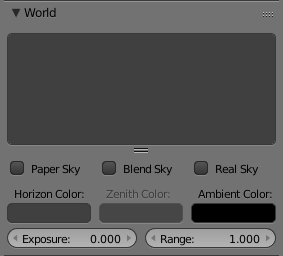 World
Paper Sky Blend Sky Real Sky
Horizon Color: Zenith Color: Ambient Color:
Exposure: 0.000 Range: 1.000